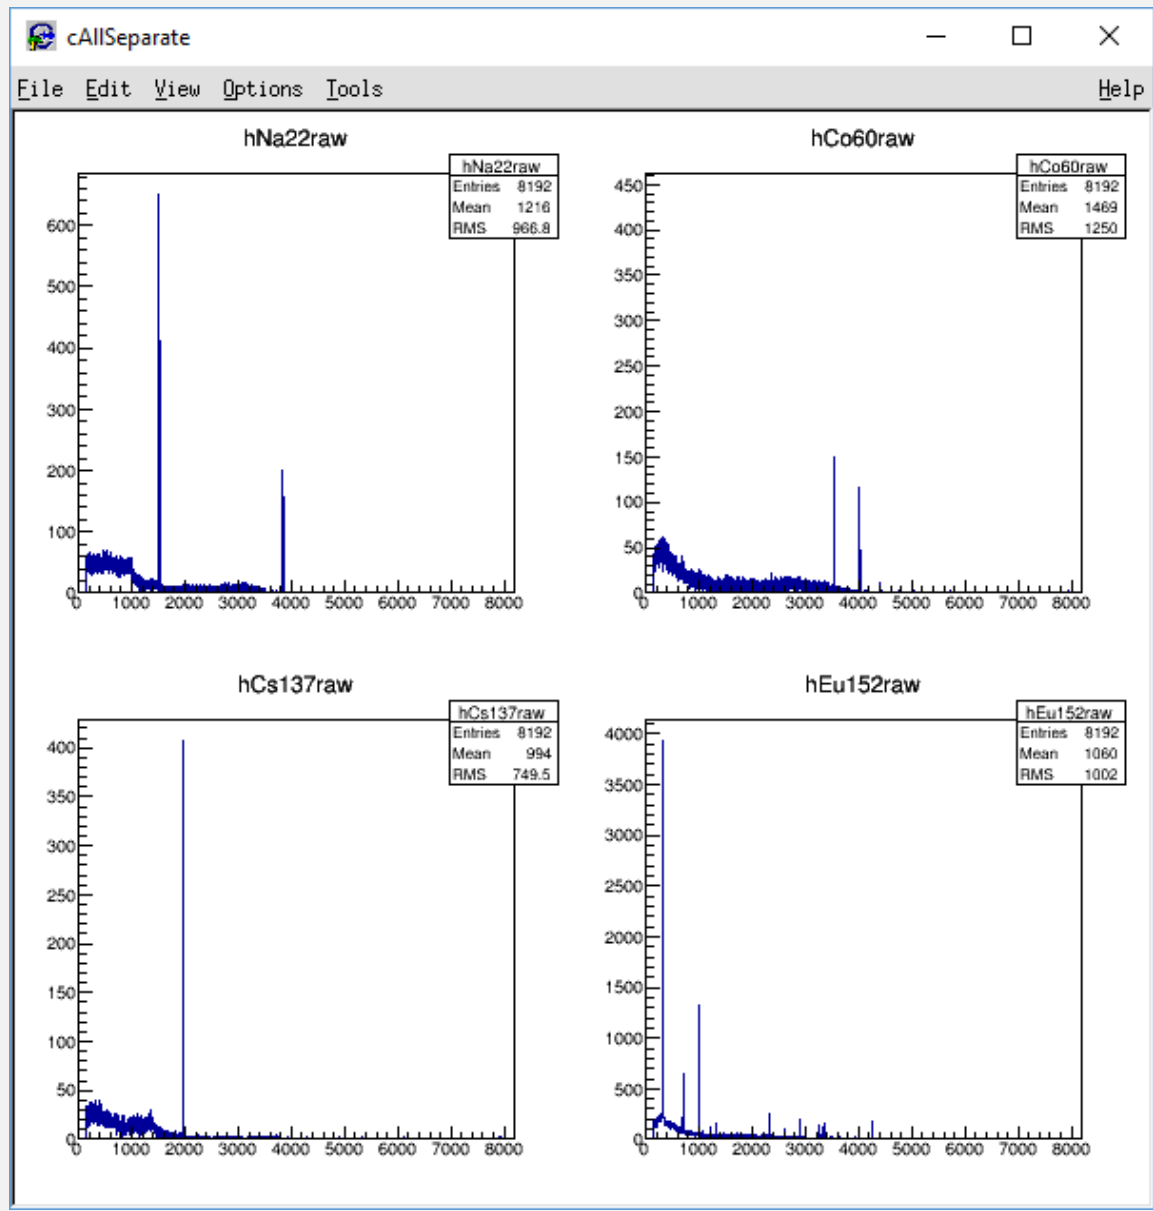 cAllSeparate
File Edit View Options Tools Help
hNa22raw
hNa22raw
Entries 8192
Mean 1216
RMS 966.8
600
500
400
300
200
100
0
0 1000 2000 3000 4000 5000 6000 7000 8000
hCo60raw
hCo60raw
Entries 8192
Mean 1469
RMS 1250
450
400
350
300
250
200
150
100
50
0
0 1000 2000 3000 4000 5000 6000 7000 8000
hCs137raw
hCs137raw
Entries 8192
Mean 994
RMS 749.5
400
350
300
250
200
150
100
50
0
0 1000 2000 3000 4000 5000 6000 7000 8000
hEu152raw
hEu152raw
Entries 8192
Mean 1060
RMS 1002
4000
3500
3000
2500
2000
1500
1000
500
0
0 1000 2000 3000 4000 5000 6000 7000 8000